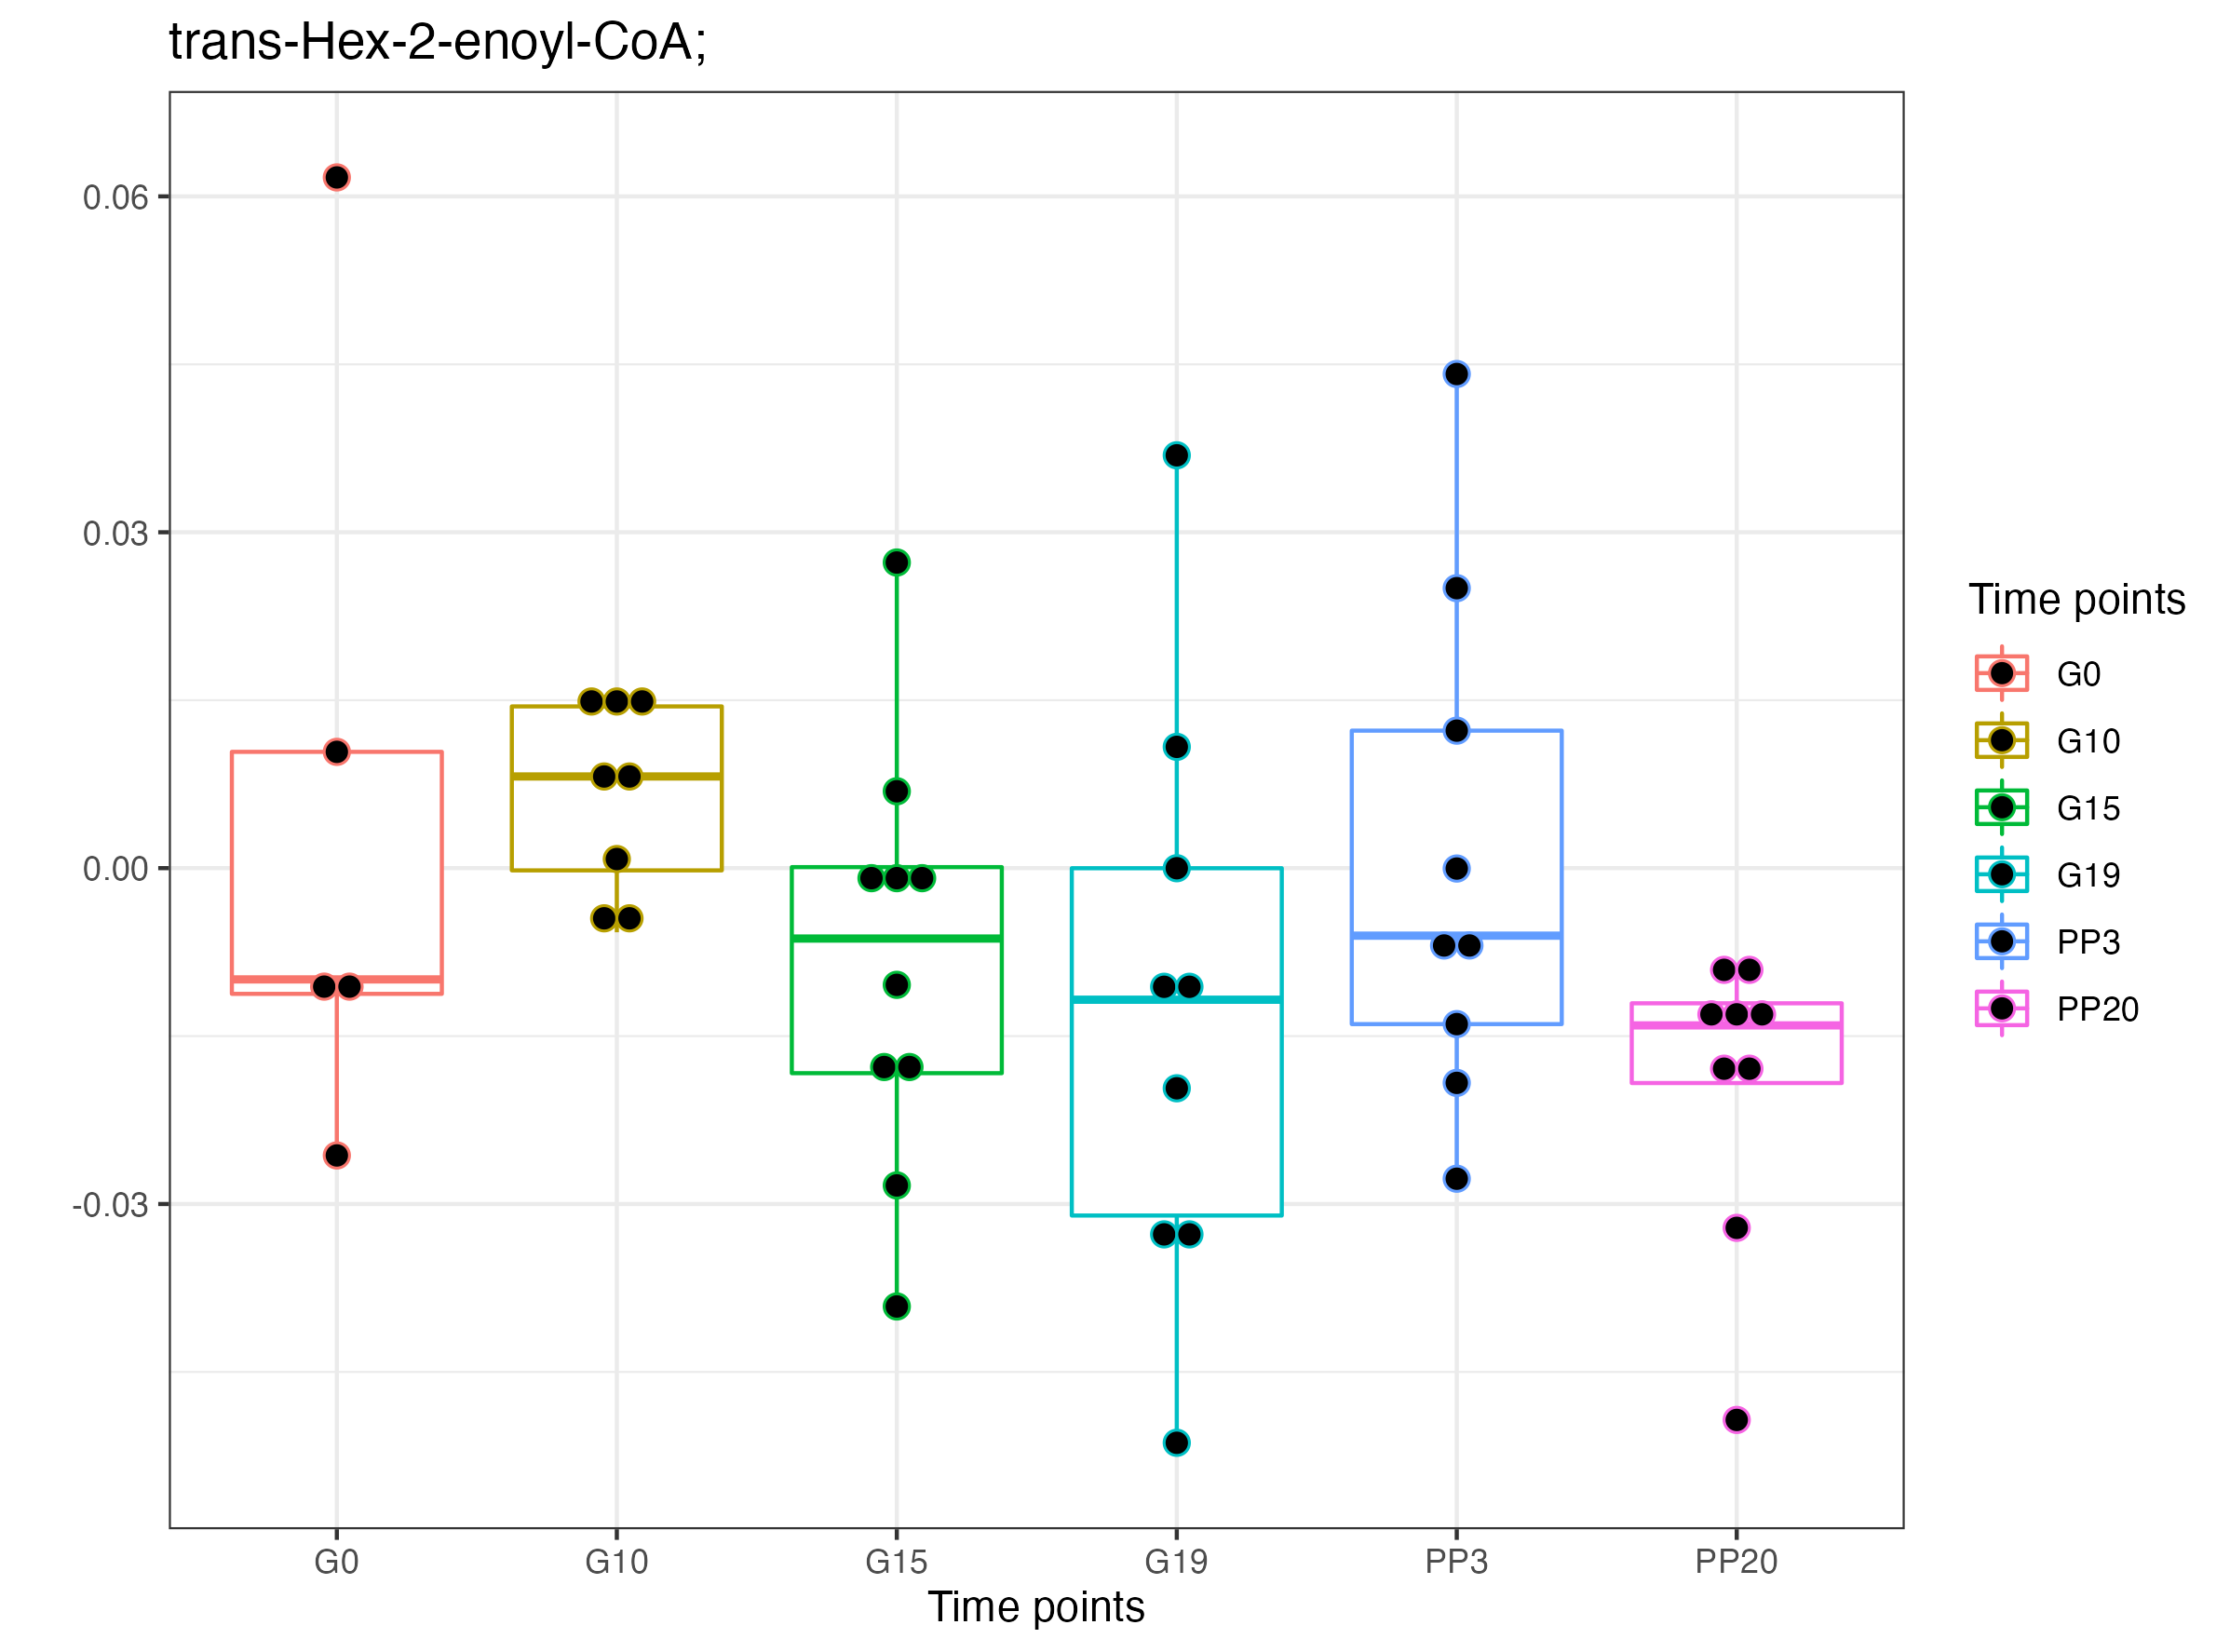 trans-Hex-2-enoyl-CoA;
0.06
0.03
0.00
-0.03
G0 G10 G15 G19 PP3 PP20
Time points
Time points
G0
G10
G15
G19
PP3
PP20